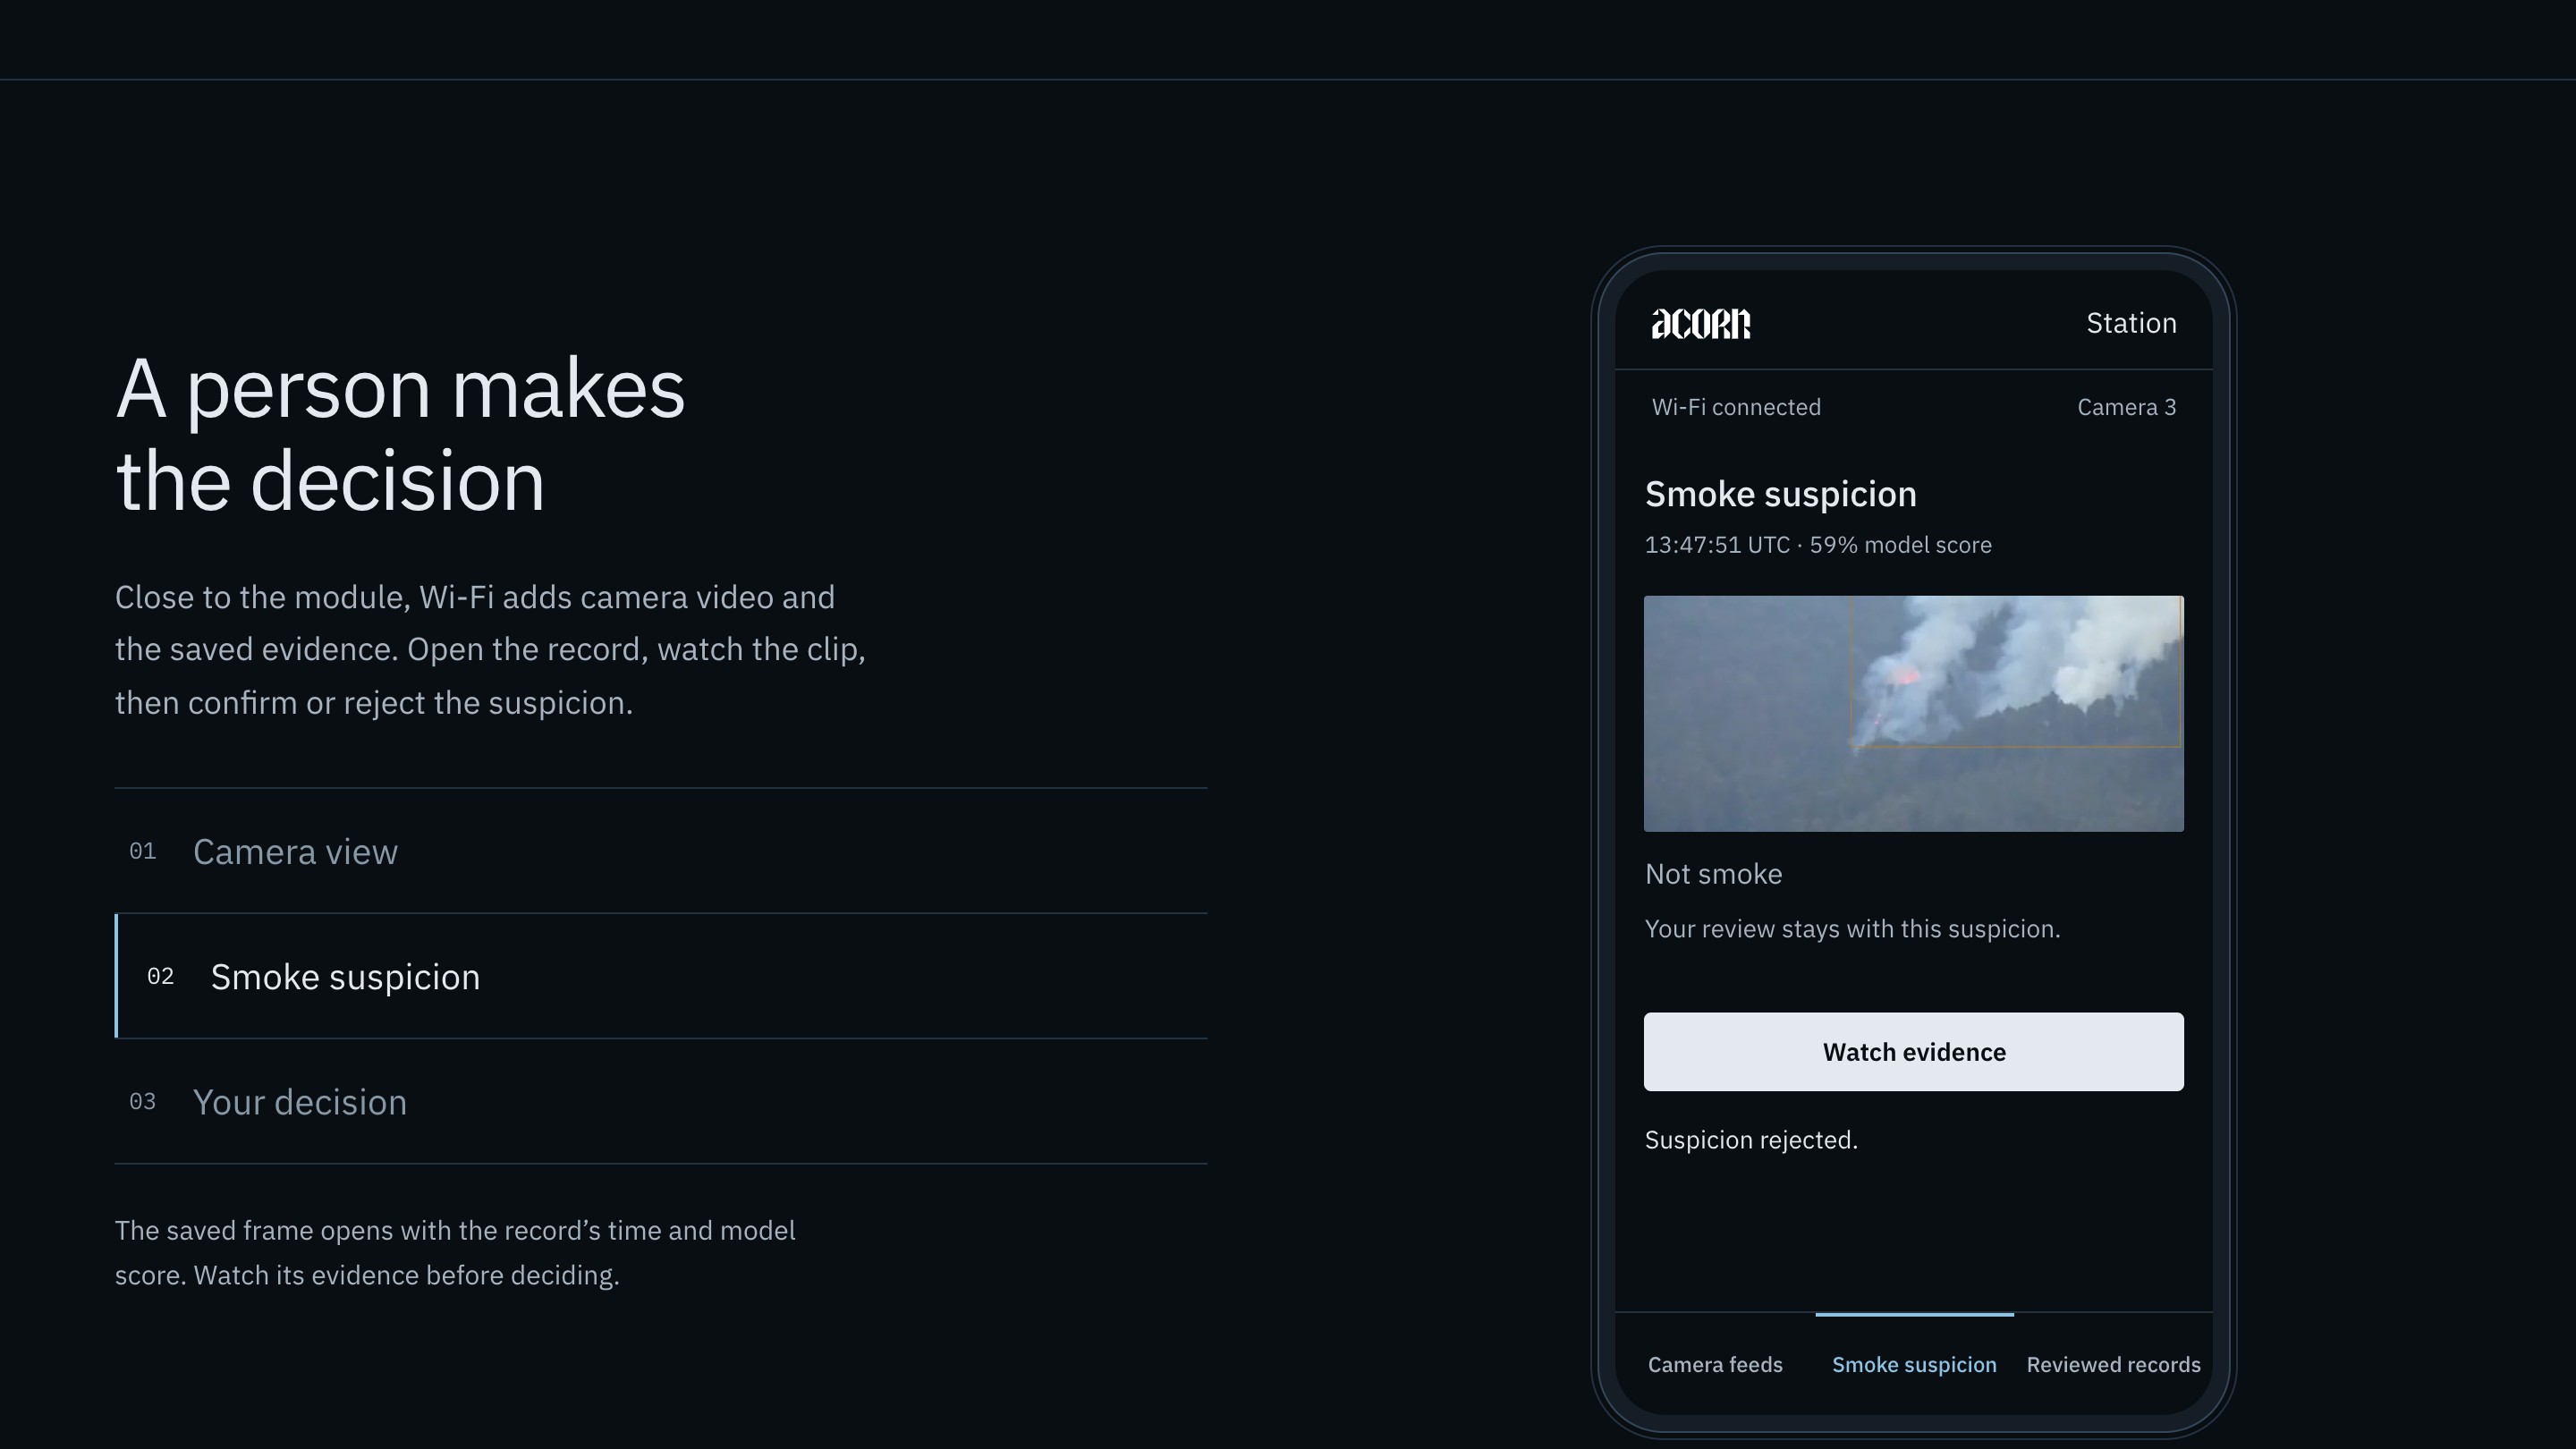 A person makes
the decision
Close to the module, Wi-Fi adds camera video and
the saved evidence. Open the record, watch the clip,
then confirm or reject the suspicion.
01 Camera view
02 Smoke suspicion
03 Your decision
The saved frame opens with the record’s time and model
score. Watch its evidence before deciding.
acorn
Station
Wi-Fi connected
Camera 3
Smoke suspicion
13:47:51 UTC · 59% model score
Not smoke
Your review stays with this suspicion.
Watch evidence
Suspicion rejected.
Camera feeds
Smoke suspicion
Reviewed records